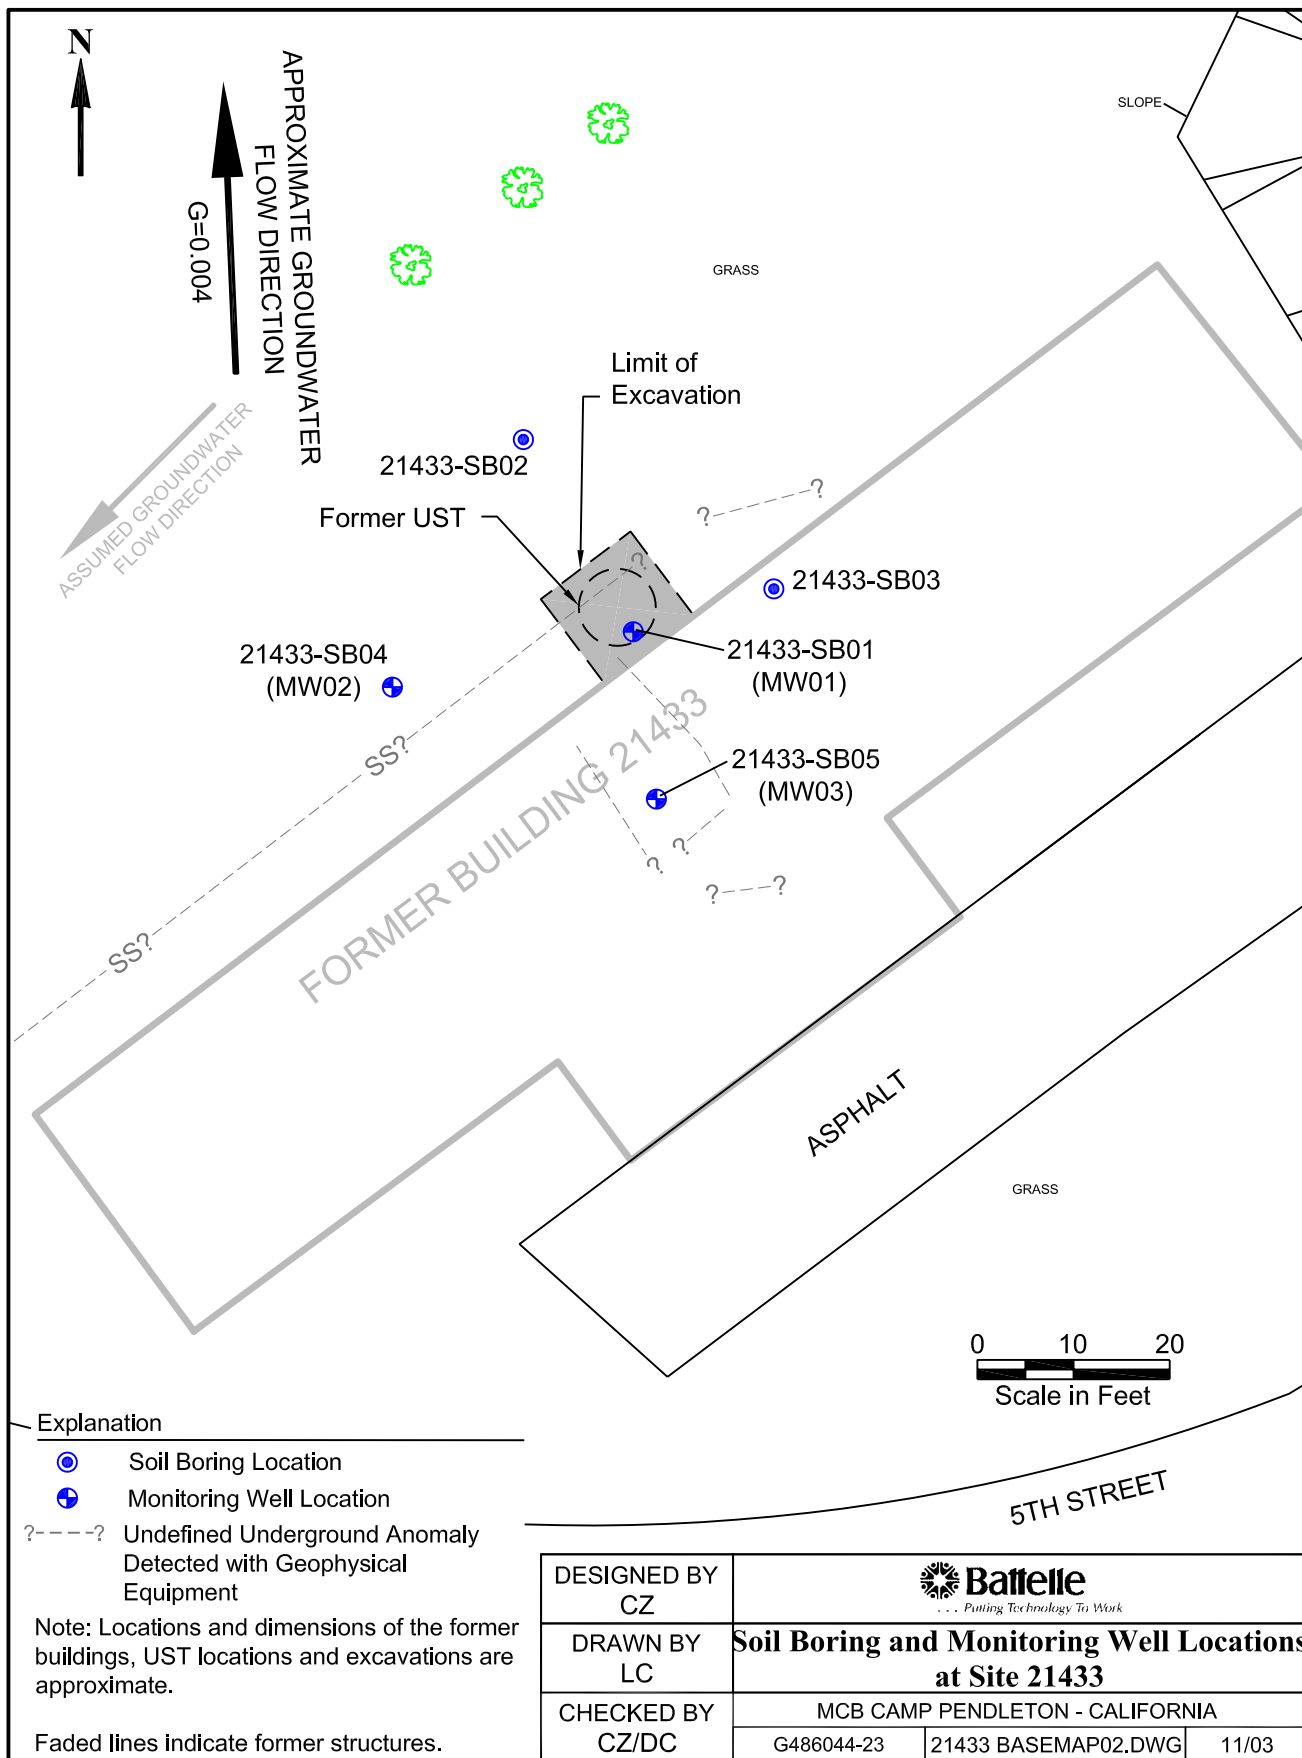 N
APPROXIMATE GROUNDWATER
FLOW DIRECTION
G=0.004
ASSUMED GROUNDWATER
FLOW DIRECTION
SLOPE
GRASS
Limit of
Excavation
21433-SB02
Former UST
?
?
?
21433-SB03
21433-SB04
(MW02)
21433-SB01
(MW01)
SS?
SS?
FORMER BUILDING 21433
21433-SB05
(MW03)
?
?
?
?
ASPHALT
GRASS
0 10 20
Scale in Feet
5TH STREET
Explanation
Soil Boring Location
Monitoring Well Location
?----? Undefined Underground Anomaly
Detected with Geophysical
Equipment
Note: Locations and dimensions of the former
buildings, UST locations and excavations are
approximate.
Faded lines indicate former structures.
DESIGNED BY
CZ
DRAWN BY
LC
CHECKED BY
CZ/DC
Battelle
. . . Putting Technology To Work
Soil Boring and Monitoring Well Locations
at Site 21433
MCB CAMP PENDLETON - CALIFORNIA
G486044-23 21433 BASEMAP02.DWG 11/03